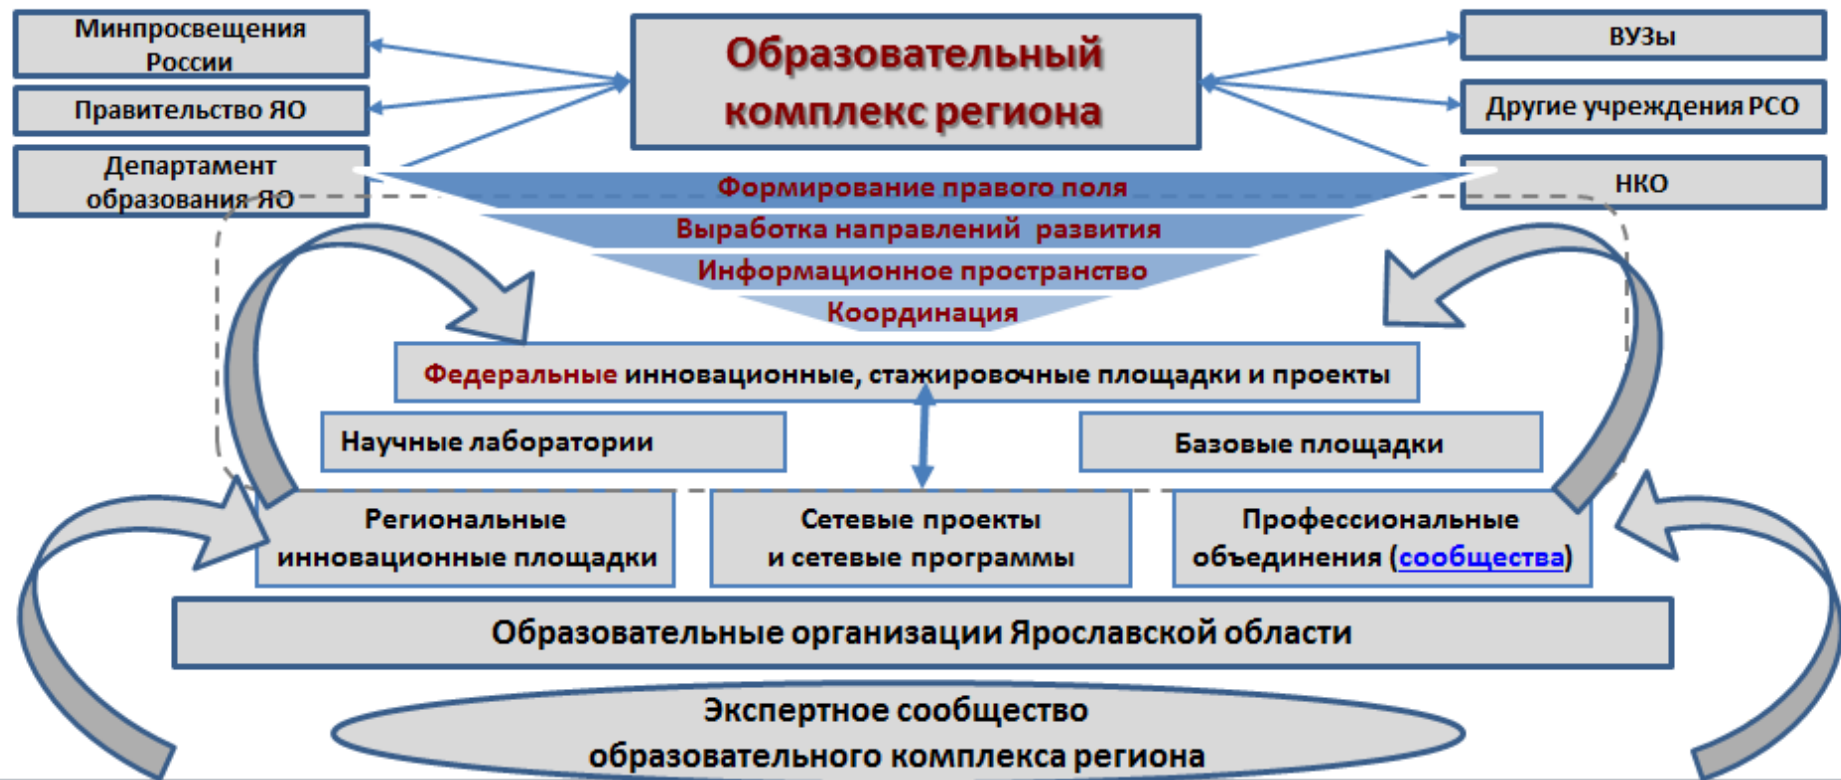 Минпросвещения
России
Правительство ЯО
Департамент
образования ЯО
Образовательный
комплекс региона
ВУЗы
Другие учреждения РСО
НКО
Формирование правого поля
Выработка направлений развития
Информационное пространство
Координация
Федеральные инновационные, стажировочные площадки и проекты
Научные лаборатории
Базовые площадки
Региональные
инновационные площадки
Сетевые проекты
и сетевые программы
Профессиональные
объединения (сообщества)
Образовательные организации Ярославской области
Экспертное сообщество
образовательного комплекса региона